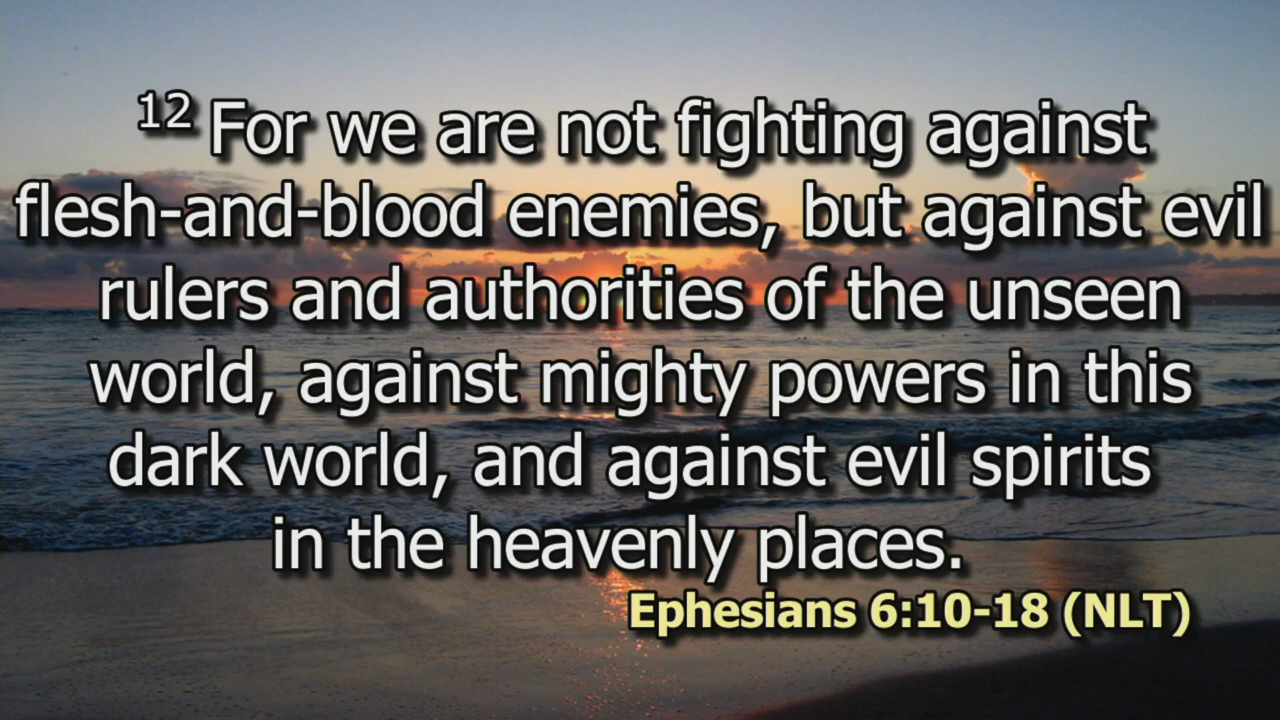 12 For we are not fighting against
flesh-and-blood enemies, but against evil
rulers and authorities of the unseen
world, against mighty powers in this
dark world, and against evil spirits
in the heavenly places.
Ephesians 6:10-18 (NLT)